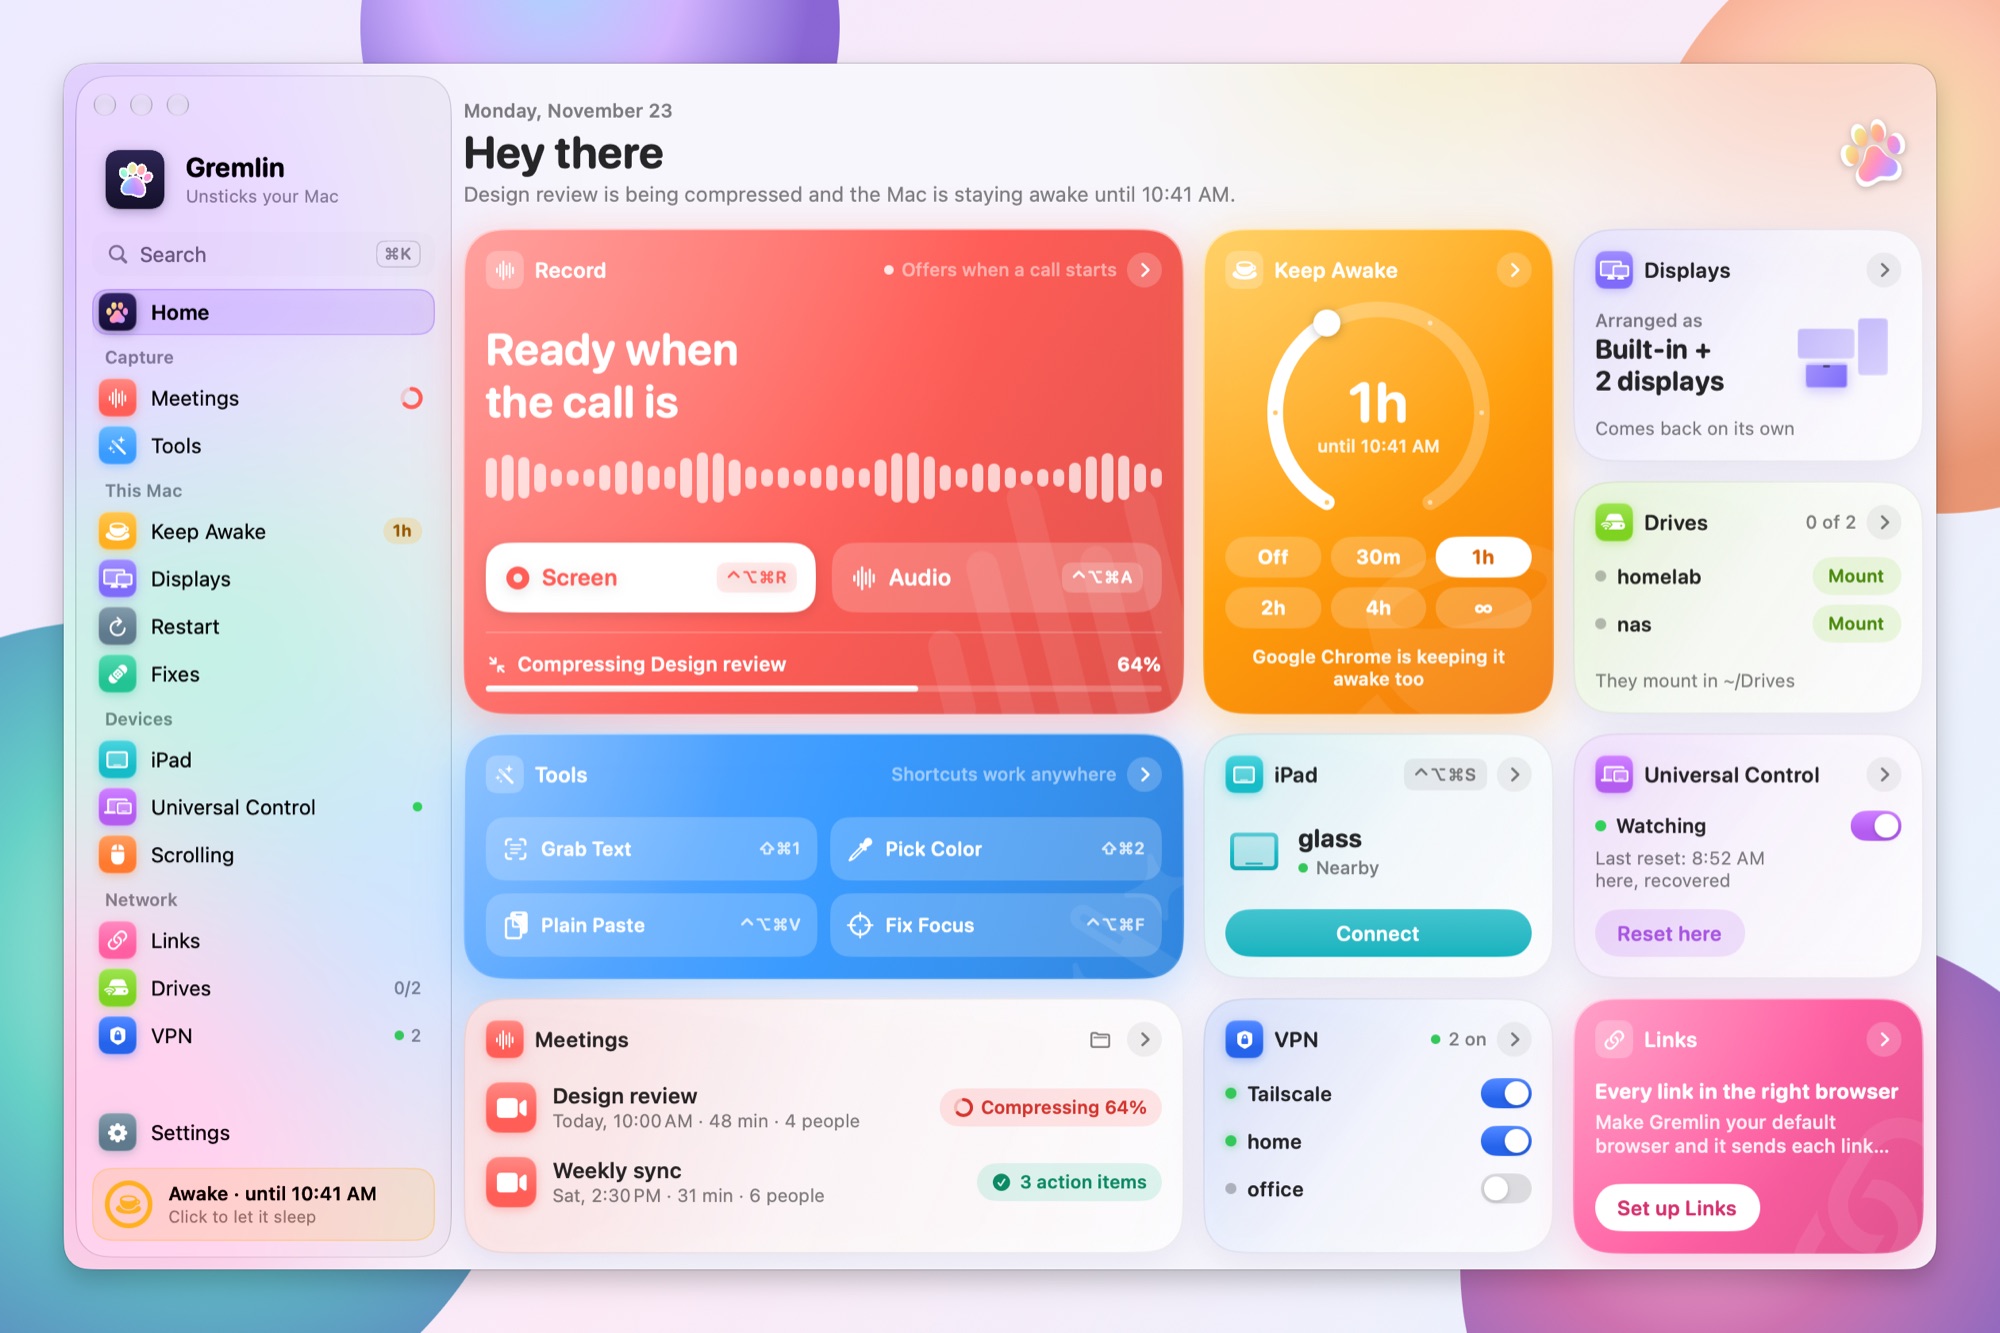 Gremlin
Unsticks your Mac
Search
⌘K
Home
Capture
Meetings
Tools
This Mac
Keep Awake
1h
Displays
Restart
Fixes
Devices
iPad
Universal Control
Scrolling
Network
Links
Drives
0/2
VPN
2
Settings
Awake · until 10:41 AM
Click to let it sleep
Monday, November 23
Hey there
Design review is being compressed and the Mac is staying awake until 10:41 AM.
Record
Offers when a call starts
Ready when
the call is
Screen
⌃⌥⌘R
Audio
⌃⌥⌘A
Compressing Design review
64%
Keep Awake
1h
until 10:41 AM
Off
30m
1h
2h
4h
∞
Google Chrome is keeping it
awake too
Displays
Arranged as
Built-in +
2 displays
Comes back on its own
Drives
0 of 2
homelab
Mount
nas
Mount
They mount in ~/Drives
Tools
Shortcuts work anywhere
Grab Text
⇧⌘1
Pick Color
⇧⌘2
Plain Paste
⌃⌥⌘V
Fix Focus
⌃⌥⌘F
iPad
⌃⌥⌘S
glass
Nearby
Connect
Universal Control
Watching
Last reset: 8:52 AM
here, recovered
Reset here
Meetings
Design review
Today, 10:00 AM · 48 min · 4 people
Compressing 64%
Weekly sync
Sat, 2:30 PM · 31 min · 6 people
3 action items
VPN
2 on
Tailscale
home
office
Links
Every link in the right browser
Make Gremlin your default
browser and it sends each link...
Set up Links